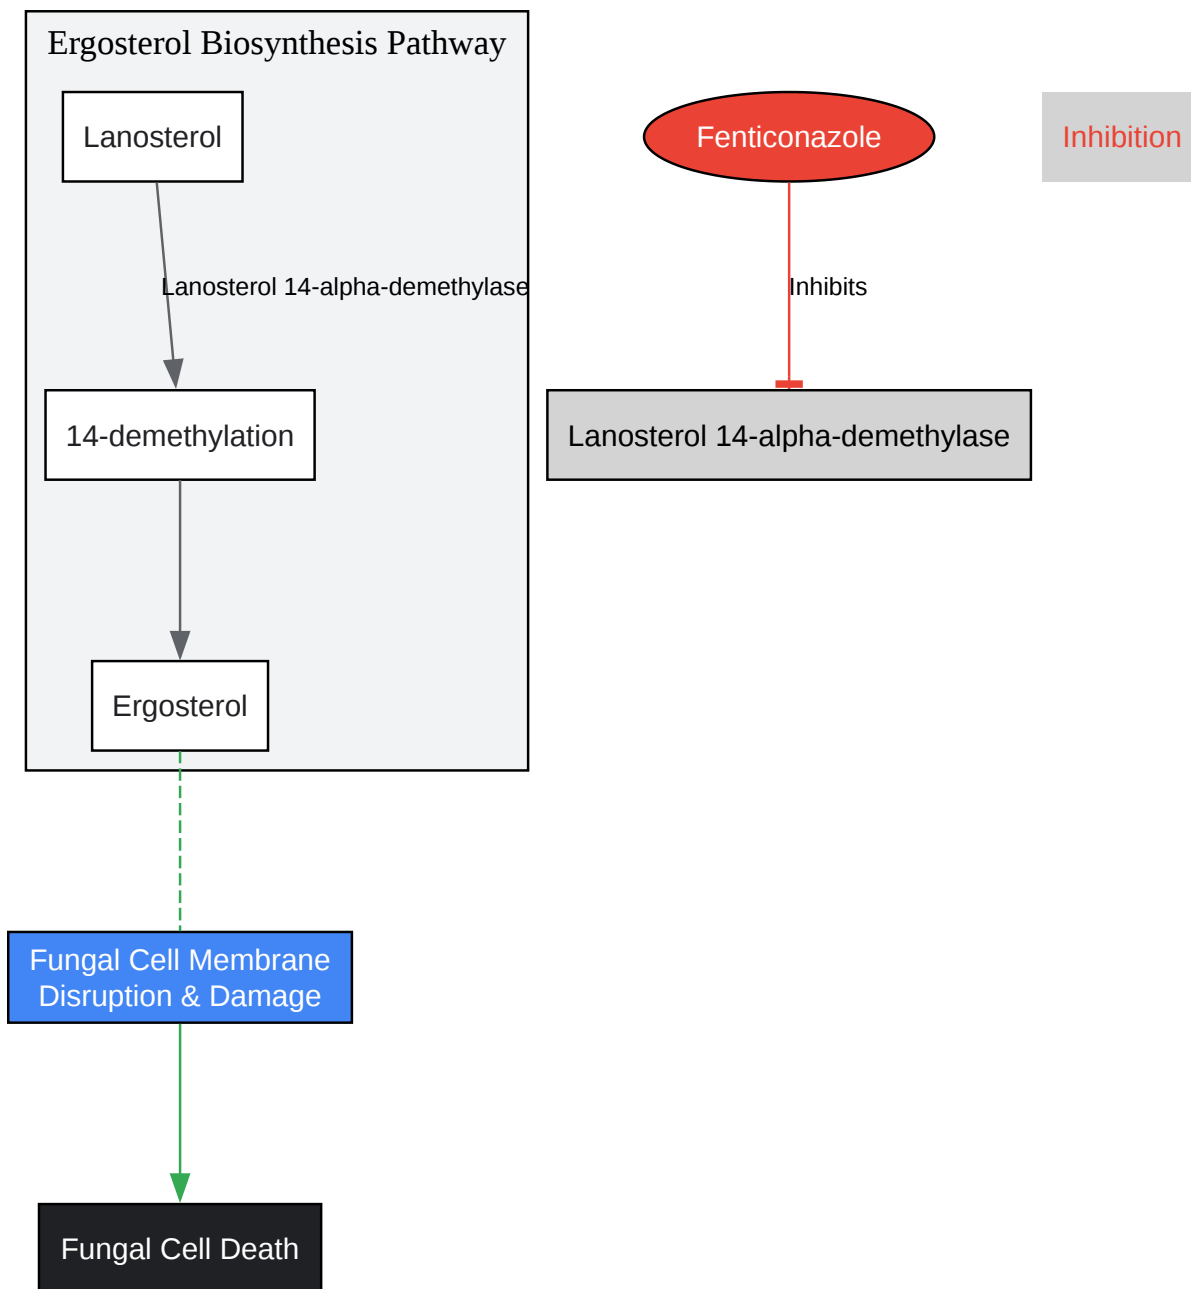 Ergosterol Biosynthesis Pathway
Lanosterol
Fenticonazole
Inhibition
Lanosterol 14-alpha-demethylase
Inhibits
14-demethylation
Lanosterol 14-alpha-demethylase
Ergosterol
Fungal Cell Membrane
Disruption & Damage
Fungal Cell Death